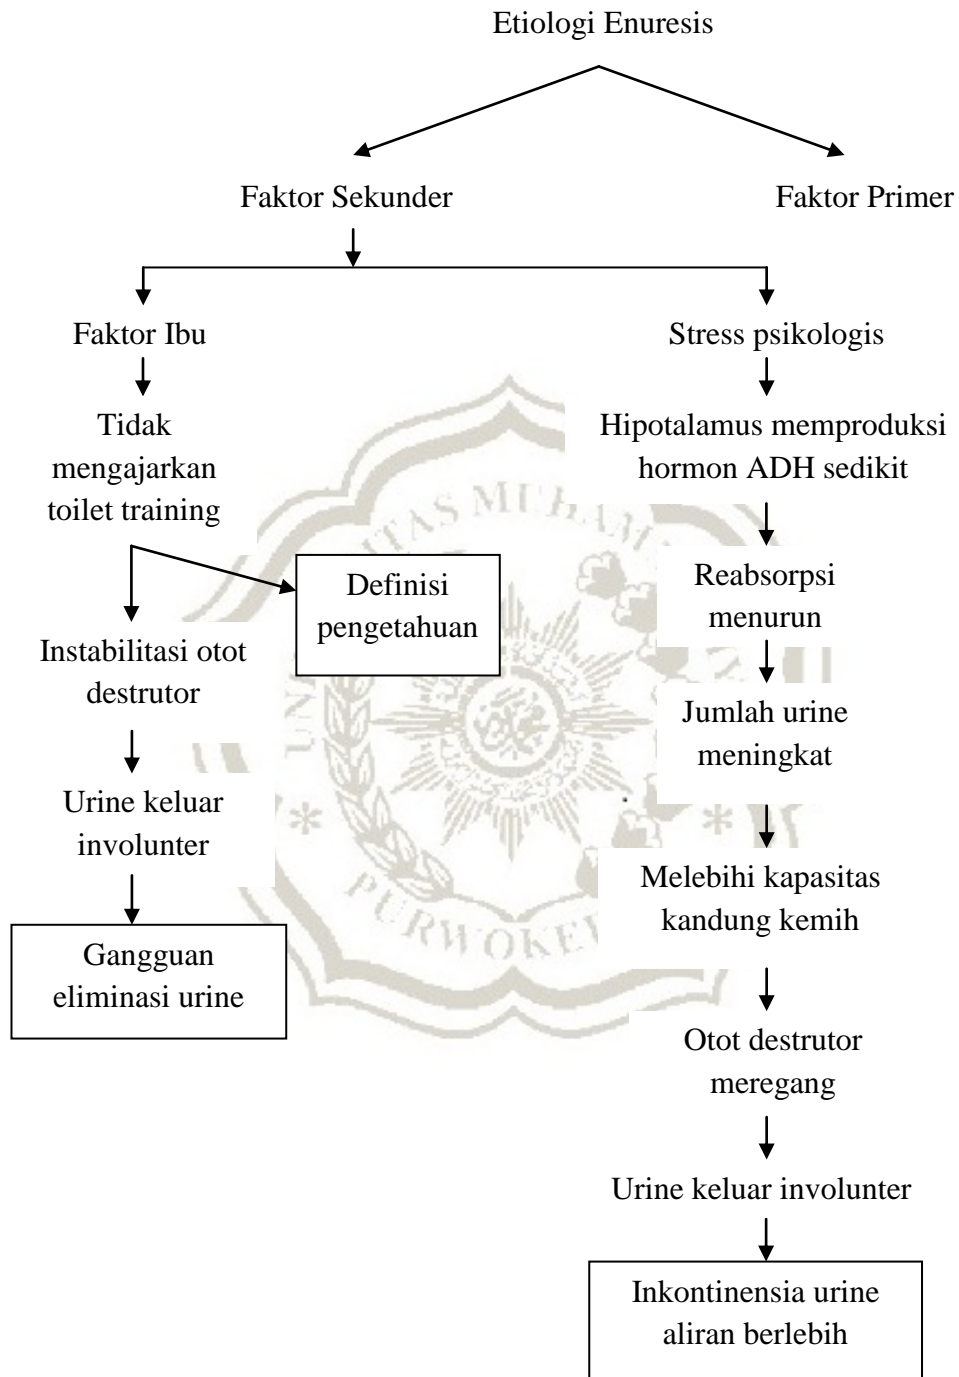 Etiologi Enuresis
Faktor Sekunder
Faktor Primer
Faktor Ibu
Stress psikologis
Tidak
mengajarkan
toilet training
Hipotalamus memproduksi
hormon ADH sedikit
Definisi
pengetahuan
Reabsorpsi
menurun
Instabilitasi otot
destrutor
Jumlah urine
meningkat
Urine keluar
involunter
Melebihi kapasitas
kandung kemih
Gangguan
eliminasi urine
Otot destrutor
meregang
Urine keluar involunter
Inkontinensia urine
aliran berlebih